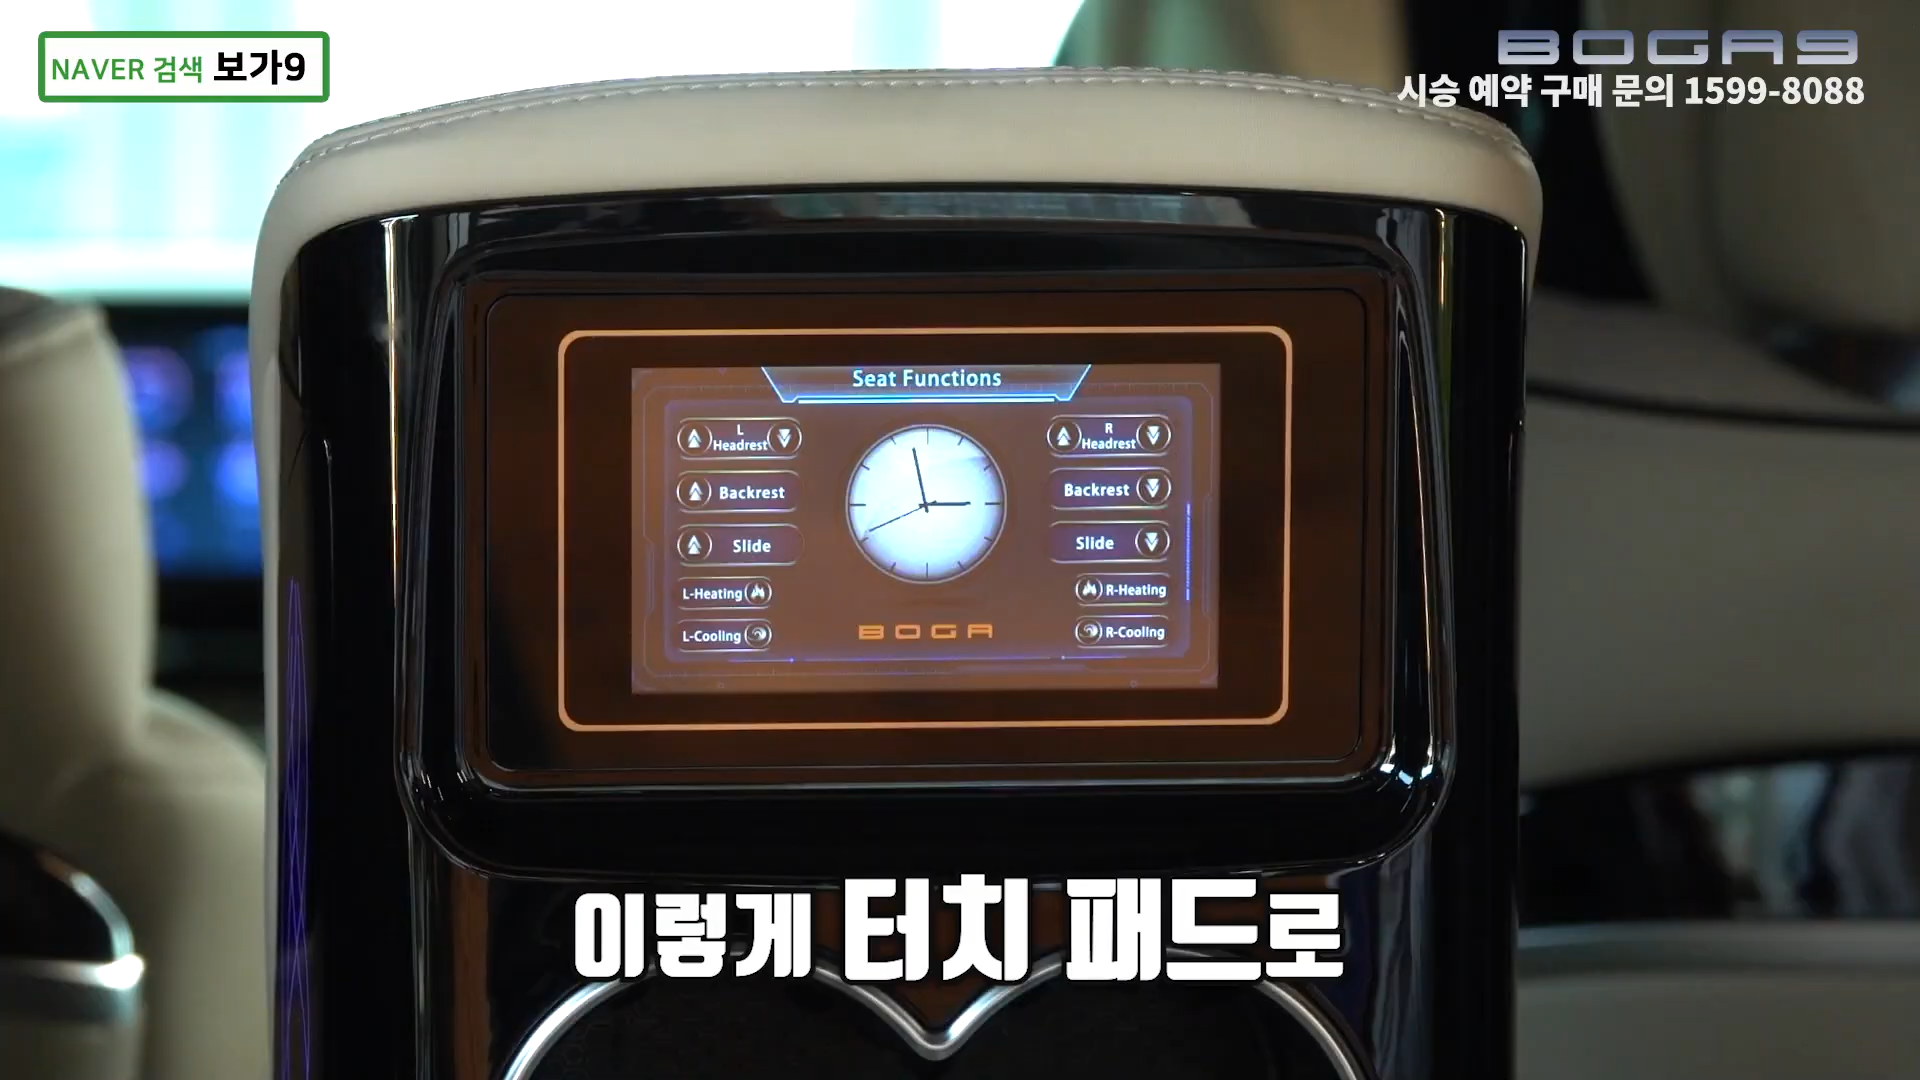 NAVER 검색 보가9
BOGA9
시승 예약 구매 문의 1599-8088
Seat Functions
L
Headrest
Backrest
Slide
L-Heating
L-Cooling
R
Headrest
Backrest
Slide
R-Heating
R-Cooling
BOGA
이렇게 터치 패드로